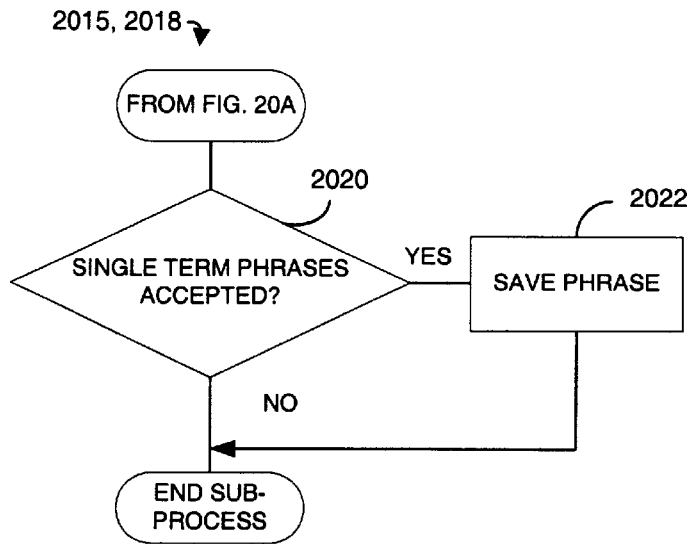 2015, 2018
FROM FIG. 20A
2020
2022
SINGLE TERM PHRASES
ACCEPTED?
YES
SAVE PHRASE
NO
END SUB-
PROCESS